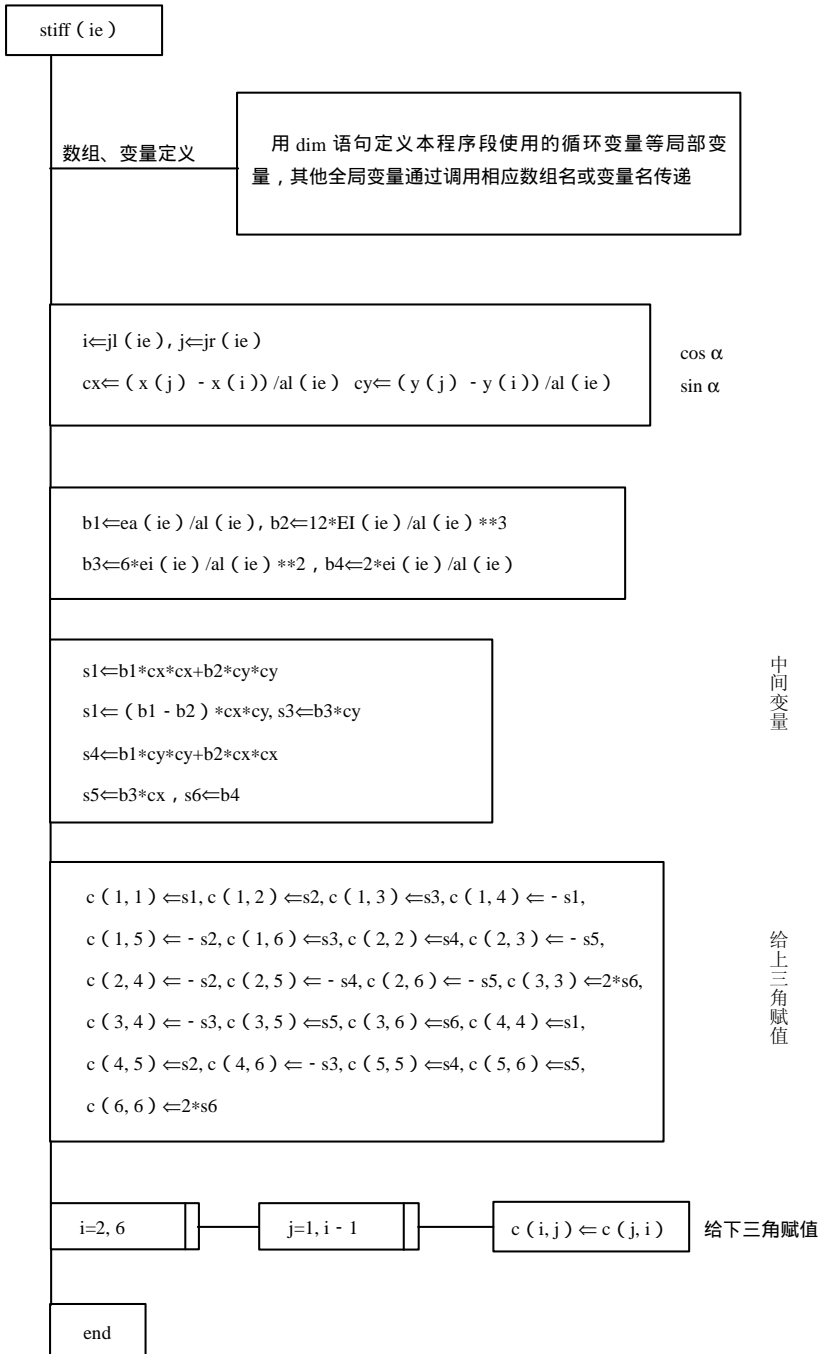 stiff ( ie )
数组、变量定义
用 dim 语句定义本程序段使用的循环变量等局部变
量，其他全局变量通过调用相应数组名或变量名传递
i⇐jl ( ie ), j⇐jr ( ie )
cx⇐ ( x ( j ) - x ( i )) /al ( ie ) cy⇐ ( y ( j ) - y ( i )) /al ( ie )
cos α
sin α
b1⇐ea ( ie ) /al ( ie ), b2⇐12*EI ( ie ) /al ( ie ) **3
b3⇐6*ei ( ie ) /al ( ie ) **2 , b4⇐2*ei ( ie ) /al ( ie )
s1⇐b1*cx*cx+b2*cy*cy
s1⇐ ( b1 - b2 ) *cx*cy, s3⇐b3*cy
s4⇐b1*cy*cy+b2*cx*cx
s5⇐b3*cx , s6⇐b4
中间变量
c ( 1, 1 ) ⇐s1, c ( 1, 2 ) ⇐s2, c ( 1, 3 ) ⇐s3, c ( 1, 4 ) ⇐ - s1,
c ( 1, 5 ) ⇐ - s2, c ( 1, 6 ) ⇐s3, c ( 2, 2 ) ⇐s4, c ( 2, 3 ) ⇐ - s5,
c ( 2, 4 ) ⇐ - s2, c ( 2, 5 ) ⇐ - s4, c ( 2, 6 ) ⇐ - s5, c ( 3, 3 ) ⇐2*s6,
c ( 3, 4 ) ⇐ - s3, c ( 3, 5 ) ⇐s5, c ( 3, 6 ) ⇐s6, c ( 4, 4 ) ⇐s1,
c ( 4, 5 ) ⇐s2, c ( 4, 6 ) ⇐ - s3, c ( 5, 5 ) ⇐s4, c ( 5, 6 ) ⇐s5,
c ( 6, 6 ) ⇐2*s6
给上三角赋值
i=2, 6
j=1, i - 1
c ( i, j ) ⇐ c ( j, i )
给下三角赋值
end